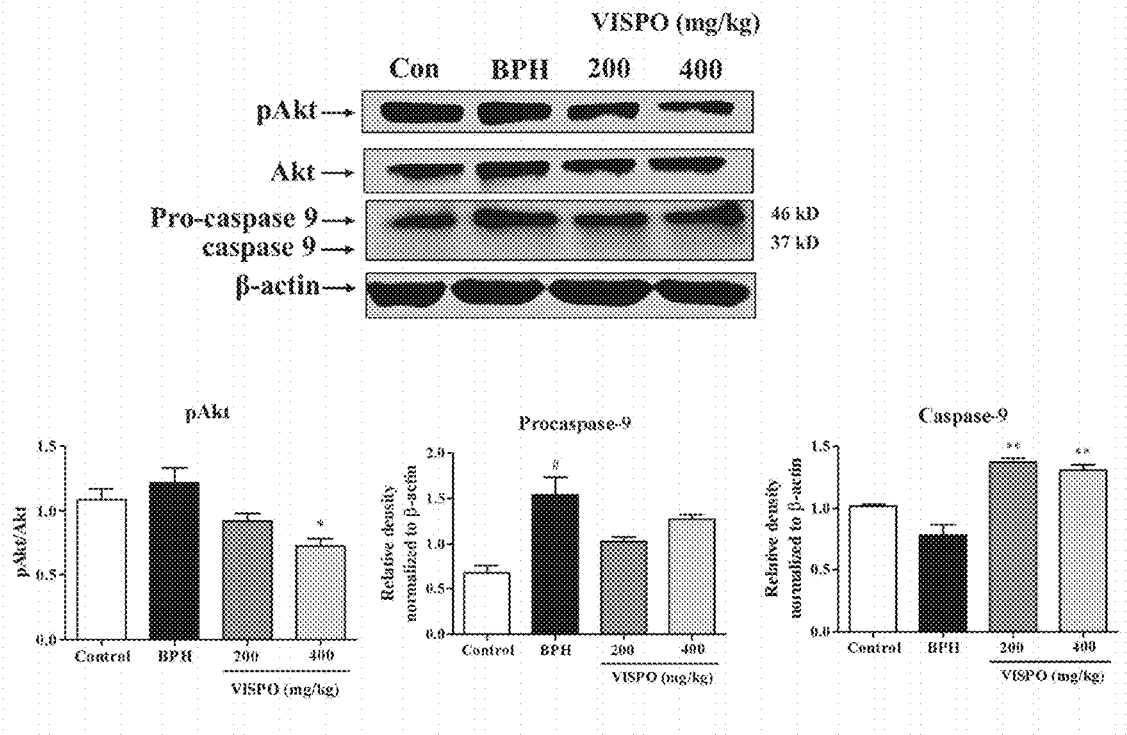 VISPO (mg/kg)
Con BPH 200 400
pAkt
Akt
Pro-caspase 9 46 kD
caspase 9 37 kD
β-actin
pAkt
pAkt/Akt
1.5
1.0
0.5
0.0
*
Control BPH 200 400
VISPO (mg/kg)
Procaspase-9
Relative density
normalized to β-actin
2.0
1.5
1.0
0.5
0.0
#
Control BPH 200 400
VISPO (mg/kg)
Caspase-9
Relative density
normalized to β-actin
1.5
1.0
0.5
0.0
** **
Control BPH 200 400
VISPO (mg/kg)